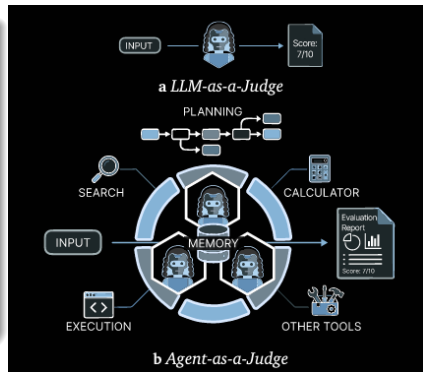 INPUT
Score:
7/10
a LLM-as-a-Judge
PLANNING
SEARCH
CALCULATOR
INPUT
MEMORY
Evaluation
Report
Score: 7/10
EXECUTION
OTHER TOOLS
b Agent-as-a-Judge